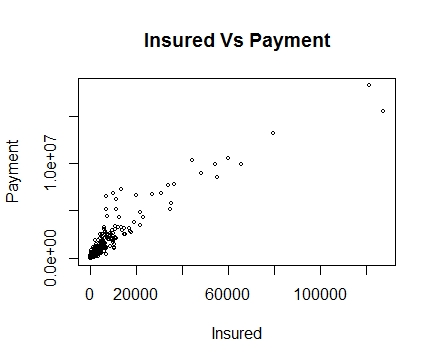 Insured Vs Payment
Payment
1.0e+07
0.0e+00
0 20000 60000 100000
Insured